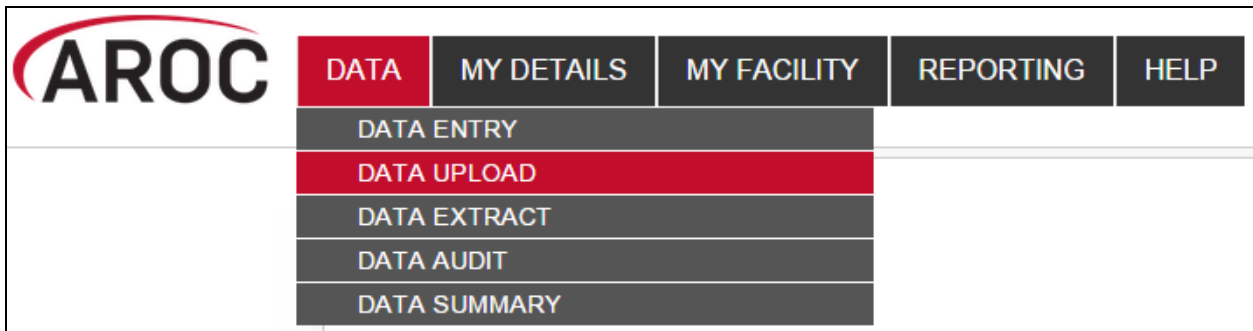 AROC DATA MY DETAILS MY FACILITY REPORTING HELP
DATA ENTRY
DATA UPLOAD
DATA EXTRACT
DATA AUDIT
DATA SUMMARY